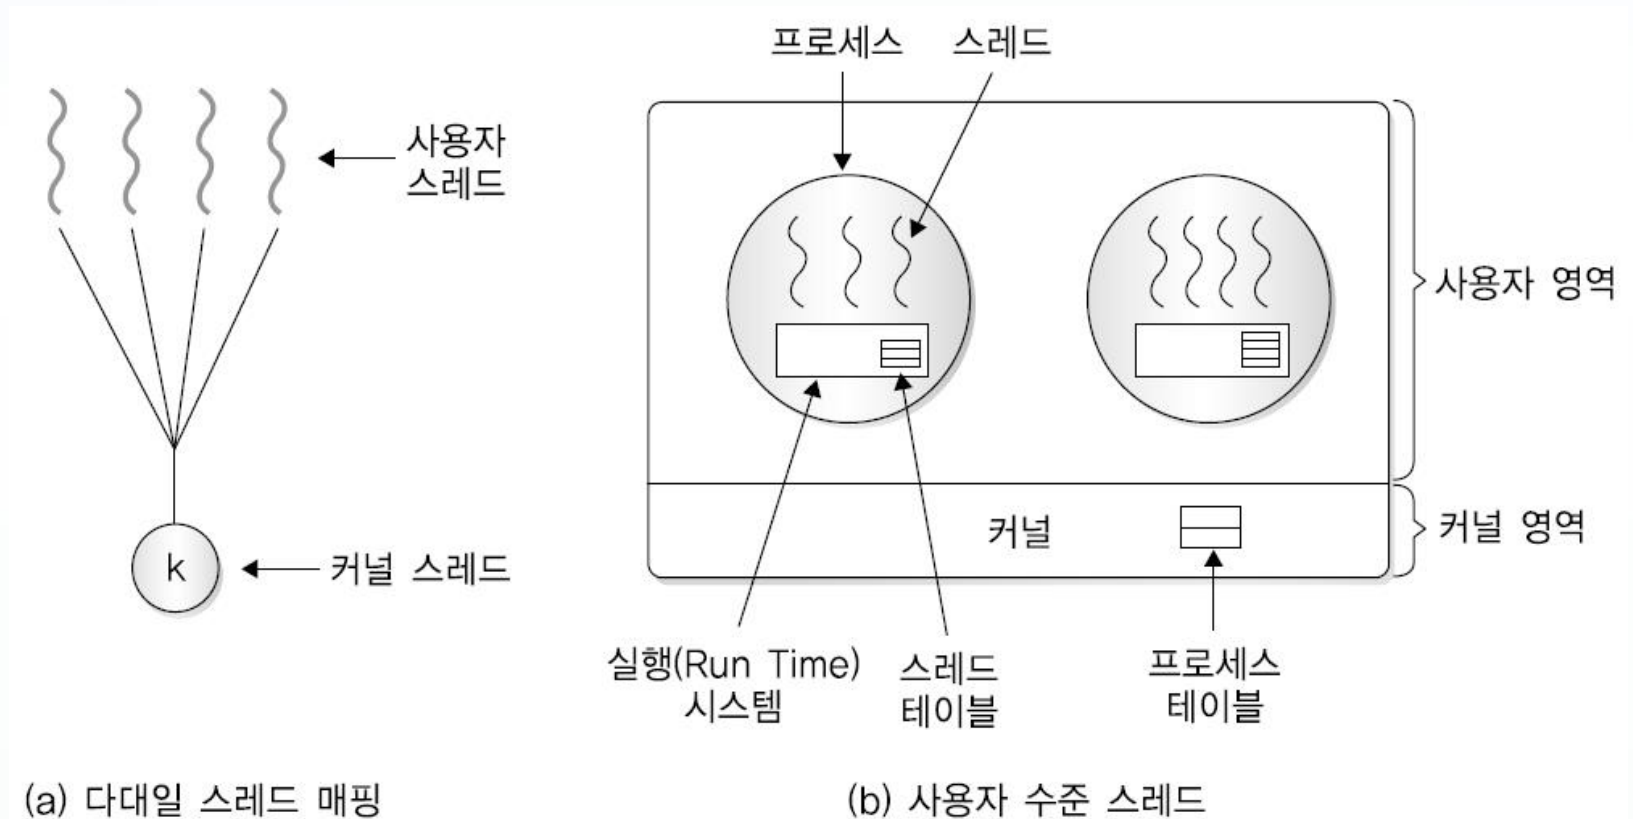 프로세스
스레드
사용자
스레드
사용자 영역
커널
커널 영역
k
커널 스레드
실행(Run Time)
시스템
스레드
테이블
프로세스
테이블
(a) 다대일 스레드 매핑
(b) 사용자 수준 스레드